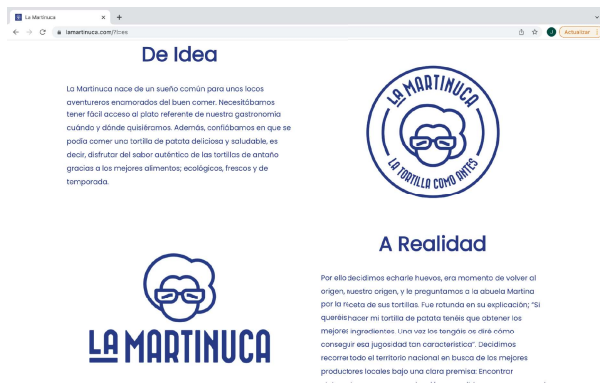 La Martinuca
lamartinuca.com/?l=es
J
Actualizar
De Idea
La Martinuca nace de un sueño común para unos locos
aventureros enamorados del buen comer. Necesitábamos
tener fácil acceso al plato referente de nuestra gastronomía
cuándo y dónde quisiéramos. Además, confiábamos en que se
podía comer una tortilla de patata deliciosa y saludable, es
decir, disfrutar del sabor auténtico de las tortillas de antaño
gracias a los mejores alimentos; ecológicos, frescos y de
temporada.
LA MARTINUCA
LA TORTILLA COMO ANTES
LA MARTINUCA
A Realidad
Por ello decidimos echarle huevos, era momento de volver al
origen, nuestro origen, y le preguntamos a la abuela Martina
por la receta de sus tortillas. Fue rotunda en su explicación; "Si
queréis hacer mi tortilla de patata tenéis que obtener los
mejores ingredientes. Una vez los tengáis os diré cómo
conseguir esa jugosidad tan característica". Decidimos
recorrer todo el territorio nacional en busca de los mejores
productores locales bajo una clara premisa: Encontrar